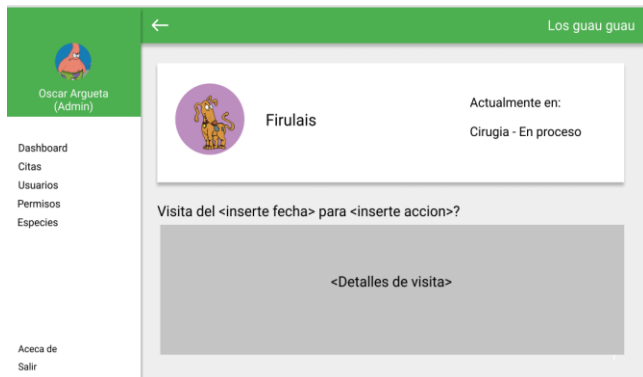 Los guau guau
Oscar Argueta
(Admin)
Dashboard
Citas
Usuarios
Permisos
Especies
Aceca de
Salir
Firulais
Actualmente en:
Cirugia - En proceso
Visita del <inserte fecha> para <inserte accion>?
<Detalles de visita>